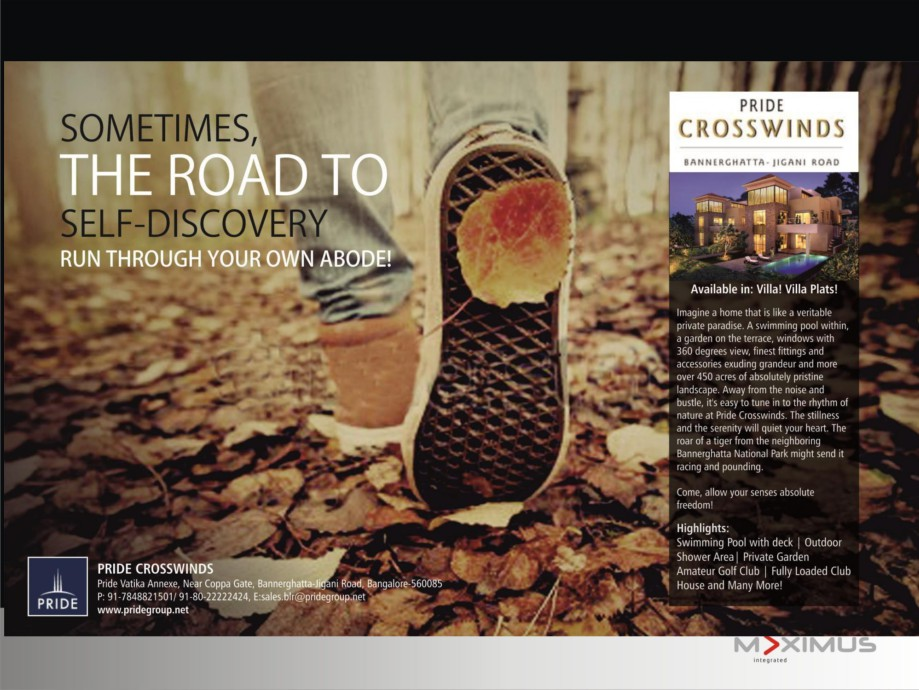 SOMETIMES,
THE ROAD TO
SELF-DISCOVERY
RUN THROUGH YOUR OWN ABODE!
PRIDE
CROSSWINDS
BANNERGHATTA-JIGANI ROAD
Available in: Villa! Villa Plats!
Imagine a home that is like a veritable
private paradise. A swimming pool within,
a garden on the terrace, windows with
360 degrees view, finest fittings and
accessories exuding grandeur and more
over 450 acres of absolutely pristine
landscape. Away from the noise and
bustle, it's easy to tune in to the rhythm of
nature at Pride Crosswinds. The stillness
and the serenity will quiet your heart. The
roar of a tiger from the neighboring
Bannerghatta National Park might send it
racing and pounding.
Come, allow your senses absolute
freedom!
Highlights:
Swimming Pool with deck | Outdoor
Shower Area| Private Garden
Amateur Golf Club | Fully Loaded Club
House and Many More!
PRIDE
PRIDE CROSSWINDS
Pride Vatika Annexe, Near Coppa Gate, Bannerghatta-Jigani Road, Bangalore-560085
P: 91-7848821501/ 91-80-22222424, E:sales.blr@pridegroup.net
www.pridegroup.net
MAXIMUS
integrated